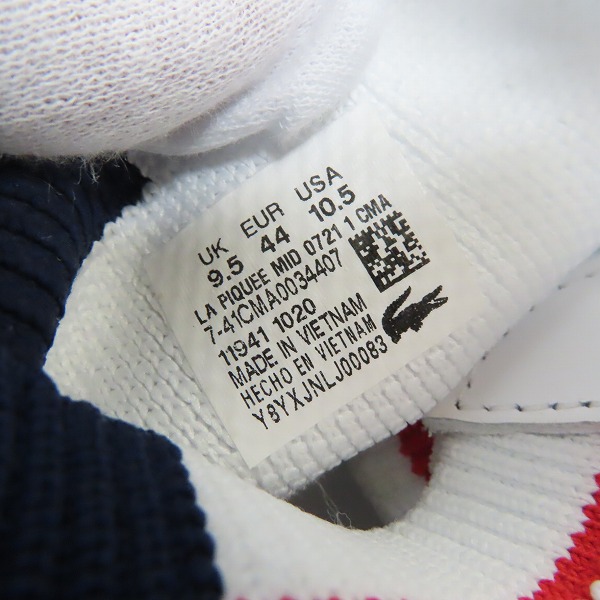 UK EUR USA
9.5 44 10.5
LA PIQUEE MID 0721 1 CMA
7-41CMA0034407
11941 1020
MADE IN VIETNAM
HECHO EN VIETNAM
Y8YXJNLJ00083